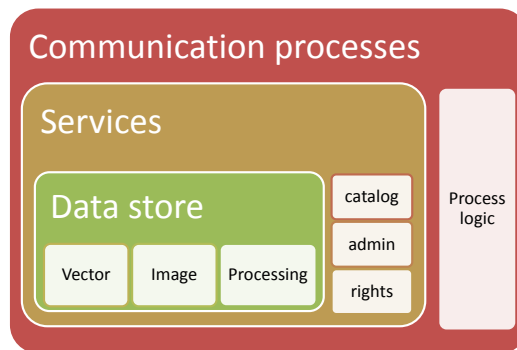 Communication processes
Services
Data store
Vector
Image
Processing
catalog
admin
rights
Process
logic